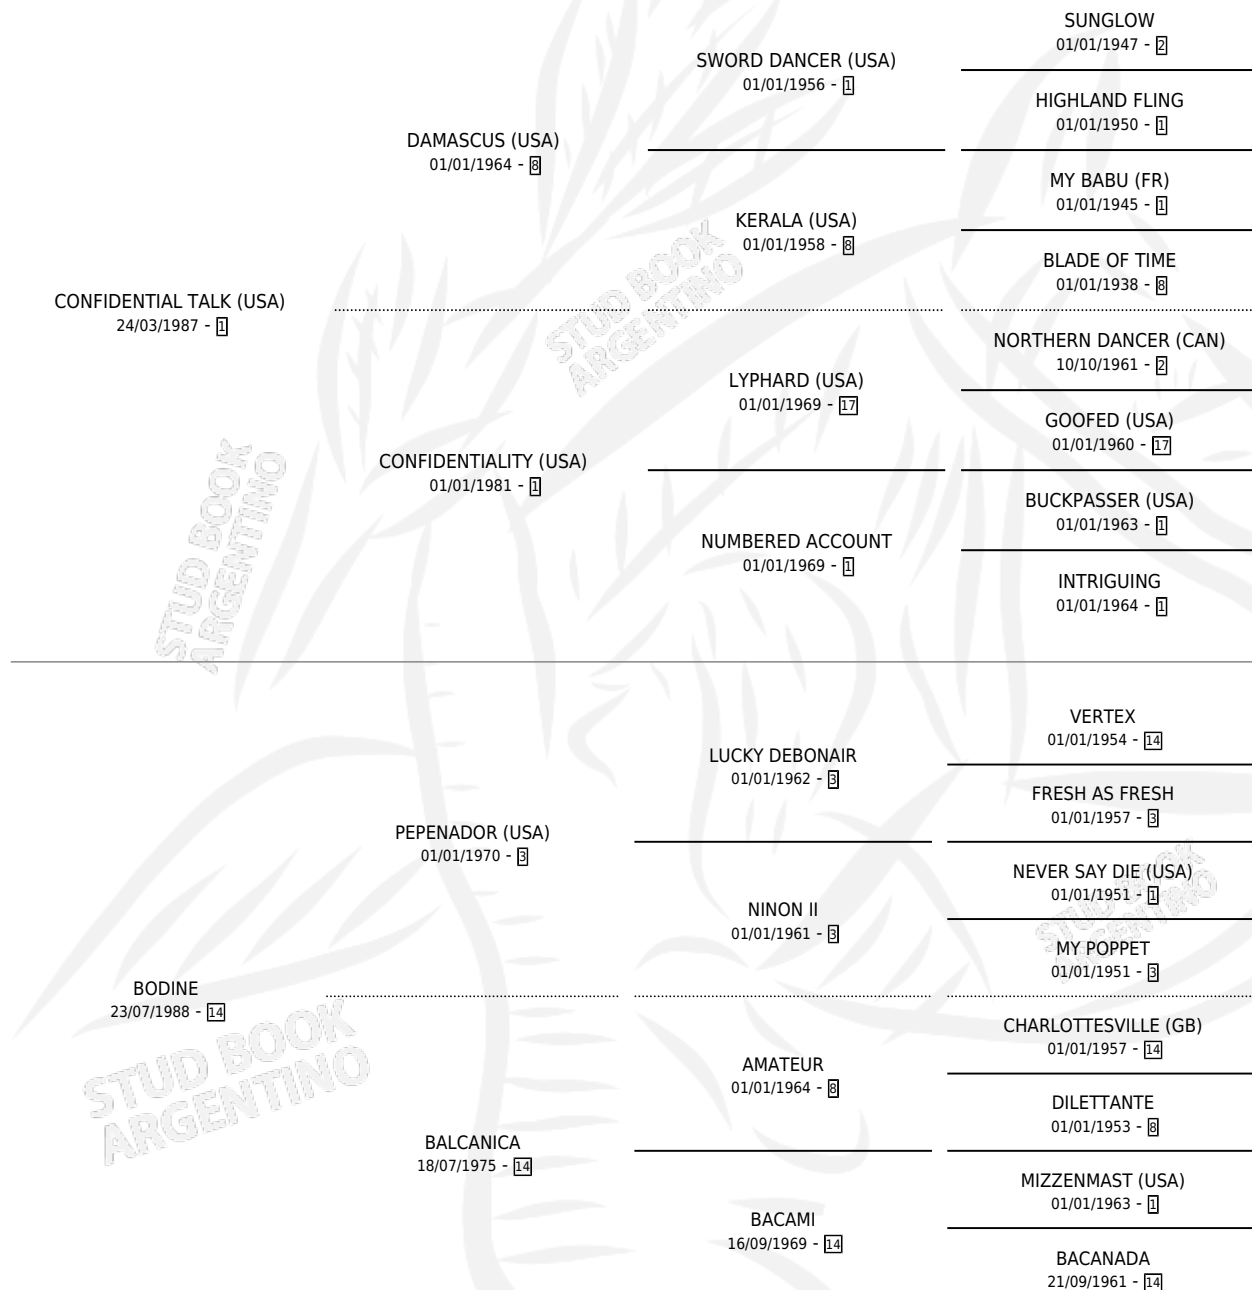 SUNGLOW
01/01/1947 - 2
SWORD DANCER (USA)
01/01/1956 - 1
HIGHLAND FLING
01/01/1950 - 1
DAMASCUS (USA)
01/01/1964 - 8
MY BABU (FR)
01/01/1945 - 1
KERALA (USA)
01/01/1958 - 8
BLADE OF TIME
01/01/1938 - 8
CONFIDENTIAL TALK (USA)
24/03/1987 - 1
NORTHERN DANCER (CAN)
10/10/1961 - 2
LYPHARD (USA)
01/01/1969 - 17
GOOFED (USA)
01/01/1960 - 17
CONFIDENTIALITY (USA)
01/01/1981 - 1
BUCKPASSER (USA)
01/01/1963 - 1
NUMBERED ACCOUNT
01/01/1969 - 1
INTRIGUING
01/01/1964 - 1
VERTEX
01/01/1954 - 14
LUCKY DEBONAIR
01/01/1962 - 3
FRESH AS FRESH
01/01/1957 - 3
PEPENADOR (USA)
01/01/1970 - 3
NEVER SAY DIE (USA)
01/01/1951 - 1
NINON II
01/01/1961 - 3
MY POPPET
01/01/1951 - 3
BODINE
23/07/1988 - 14
CHARLOTTESVILLE (GB)
01/01/1957 - 14
AMATEUR
01/01/1964 - 8
DILETTANTE
01/01/1953 - 8
BALCANICA
18/07/1975 - 14
MIZZENMAST (USA)
01/01/1963 - 1
BACAMI
16/09/1969 - 14
BACANADA
21/09/1961 - 14
STUD BOOK
ARGENTINO
STUD BOOK
ARGENTINO
STUD BOOK
ARGENTINO
STUD BOOK
ARGENTINO